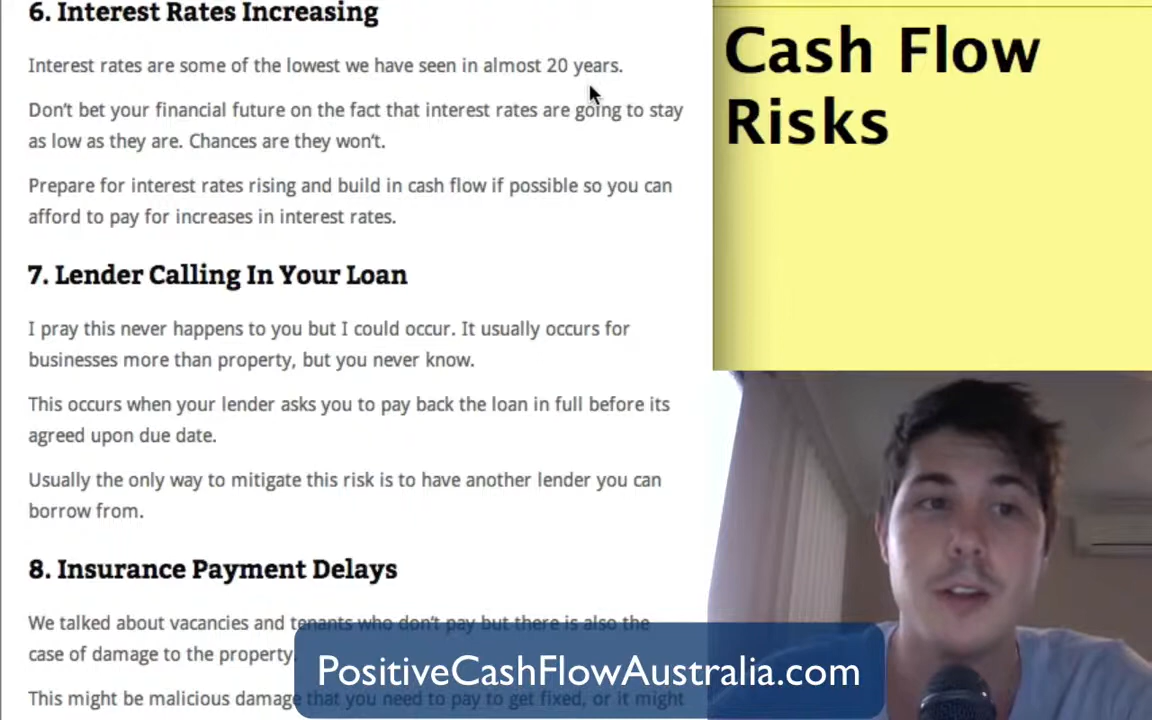 6. Interest Rates Increasing
Interest rates are some of the lowest we have seen in almost 20 years.
Don't bet your financial future on the fact that interest rates are going to stay
as low as they are. Chances are they won't.
Prepare for interest rates rising and build in cash flow if possible so you can
afford to pay for increases in interest rates.
7. Lender Calling In Your Loan
I pray this never happens to you but I could occur. It usually occurs for
businesses more than property, but you never know.
This occurs when your lender asks you to pay back the loan in full before its
agreed upon due date.
Usually the only way to mitigate this risk is to have another lender you can
borrow from.
8. Insurance Payment Delays
We talked about vacancies and tenants who don't pay but there is also the
case of damage to the property.
This might be malicious damage that you need to pay to get fixed, or it might
Cash Flow
Risks
PositiveCashFlowAustralia.com